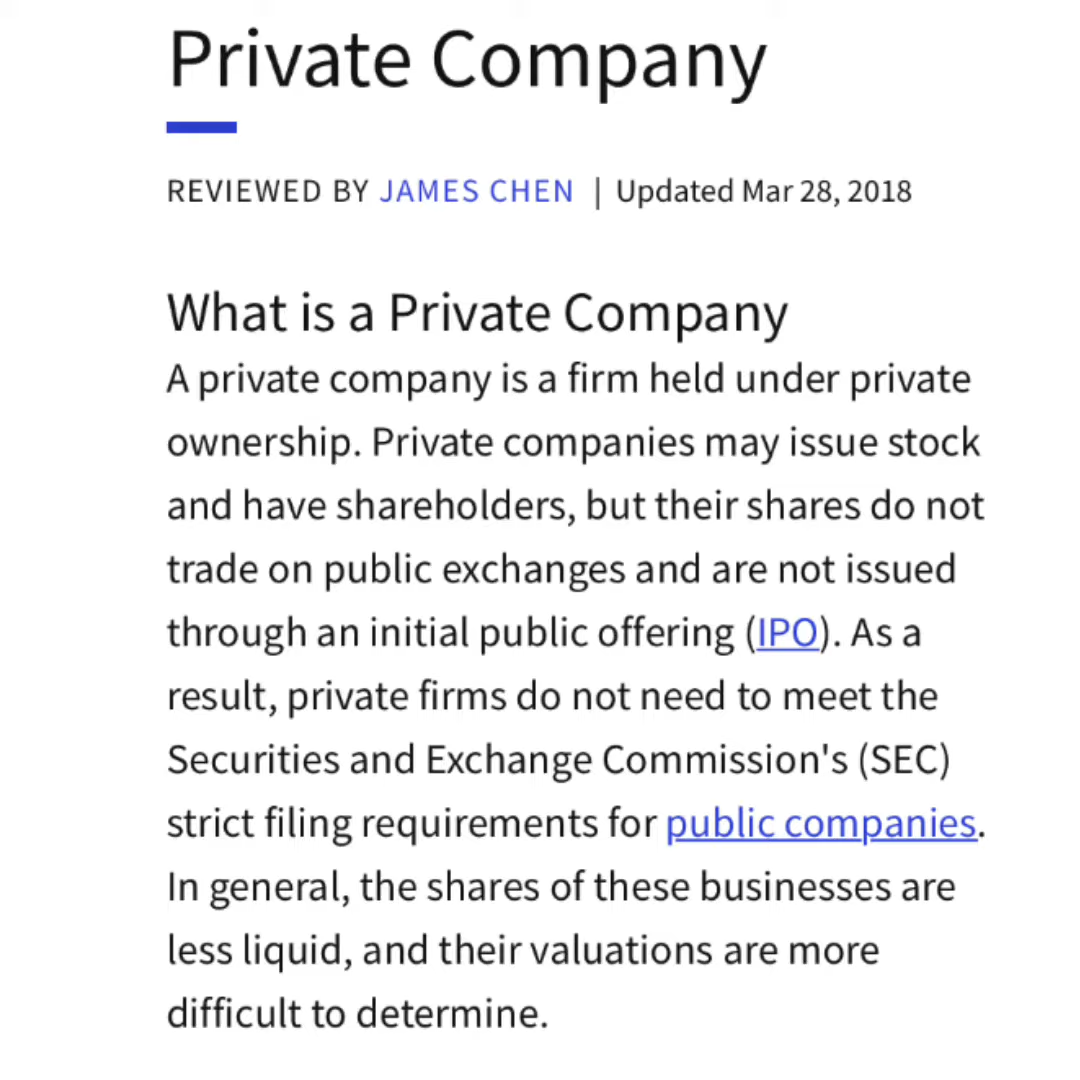 Private Company
REVIEWED BY JAMES CHEN | Updated Mar 28, 2018
What is a Private Company
A private company is a firm held under private
ownership. Private companies may issue stock
and have shareholders, but their shares do not
trade on public exchanges and are not issued
through an initial public offering (IPO). As a
result, private firms do not need to meet the
Securities and Exchange Commission's (SEC)
strict filing requirements for public companies.
In general, the shares of these businesses are
less liquid, and their valuations are more
difficult to determine.